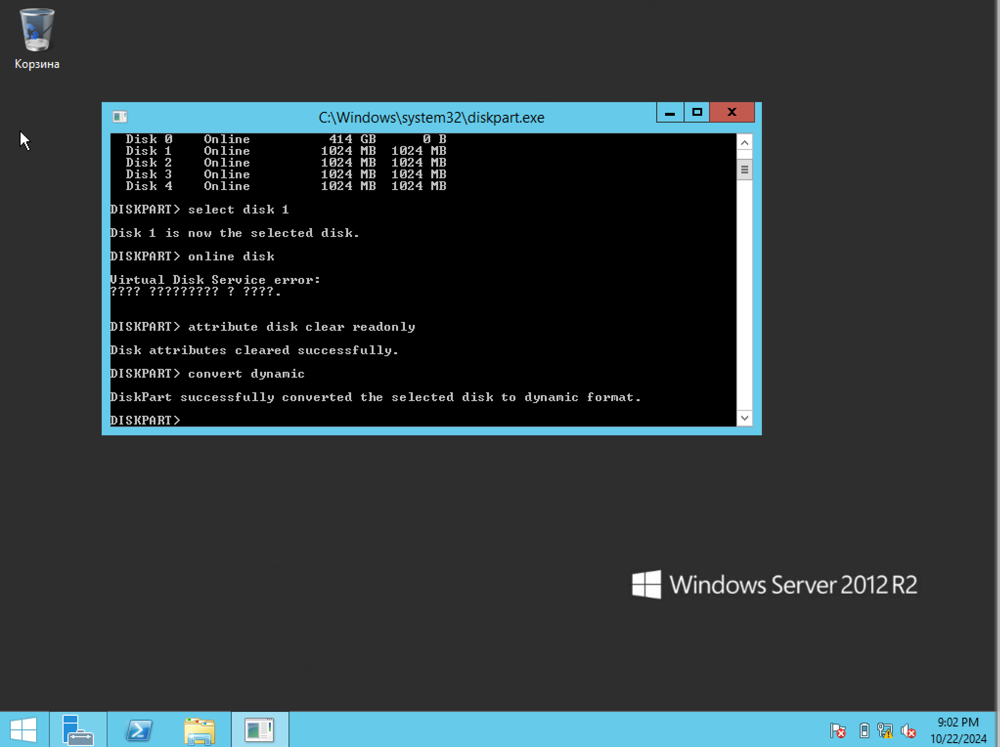 Корзина
C:\Windows\system32\diskpart.exe
Disk 0 Online 414 GB 0 B
Disk 1 Online 1024 MB 1024 MB
Disk 2 Online 1024 MB 1024 MB
Disk 3 Online 1024 MB 1024 MB
Disk 4 Online 1024 MB 1024 MB
DISKPART> select disk 1
Disk 1 is now the selected disk.
DISKPART> online disk
Virtual Disk Service error:
???? ????????? ? ????.
DISKPART> attribute disk clear readonly
Disk attributes cleared successfully.
DISKPART> convert dynamic
DiskPart successfully converted the selected disk to dynamic format.
DISKPART>
Windows Server 2012 R2
9:02 PM
10/22/2024